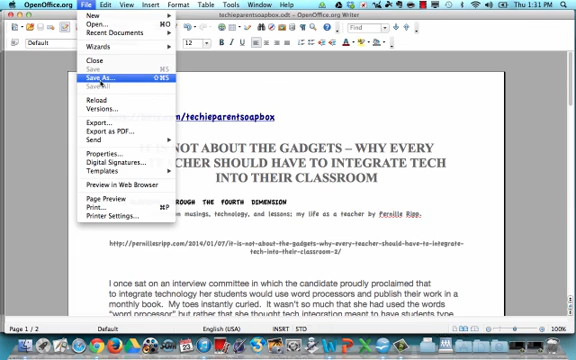 OpenOffice.org File Edit View Insert Format Table Tools Window Help Thu 1:31 PM
techieparentsoapbox.odt - OpenOffice.org Writer
New
Open... ⌘O
Recent Documents
Wizards
Close
Save ⌘S
Save As... ⇧⌘S
Save All
Reload
Versions...
Export...
Export as PDF...
Send
Properties...
Digital Signatures...
Templates
Preview in Web Browser
Page Preview
Print... ⌘P
Printer Settings...
Default 12 B I U
techieparentsoapbox
IS NOT ABOUT THE GADGETS – WHY EVERY
CHER SHOULD HAVE TO INTEGRATE TECH
INTO THEIR CLASSROOM
THROUGH THE FOURTH DIMENSION
musings, technology, and lessons; my life as a teacher by Pernille Ripp.
http://pernillesripp.com/2014/01/07/it-is-not-about-the-gadgets-why-every-teacher-should-have-to-integrate-
tech-into-their-classroom-2/
I once sat on an interview committee in which the candidate proudly proclaimed that
to integrate technology her students would use word processors and publish their work in a
monthly book. My toes instantly curled. It wasn't so much that she had used the words
"word processor" but rather that she thought tech integration meant to have students type
Page 1 / 2 Default English (USA) INSRT STD 100%